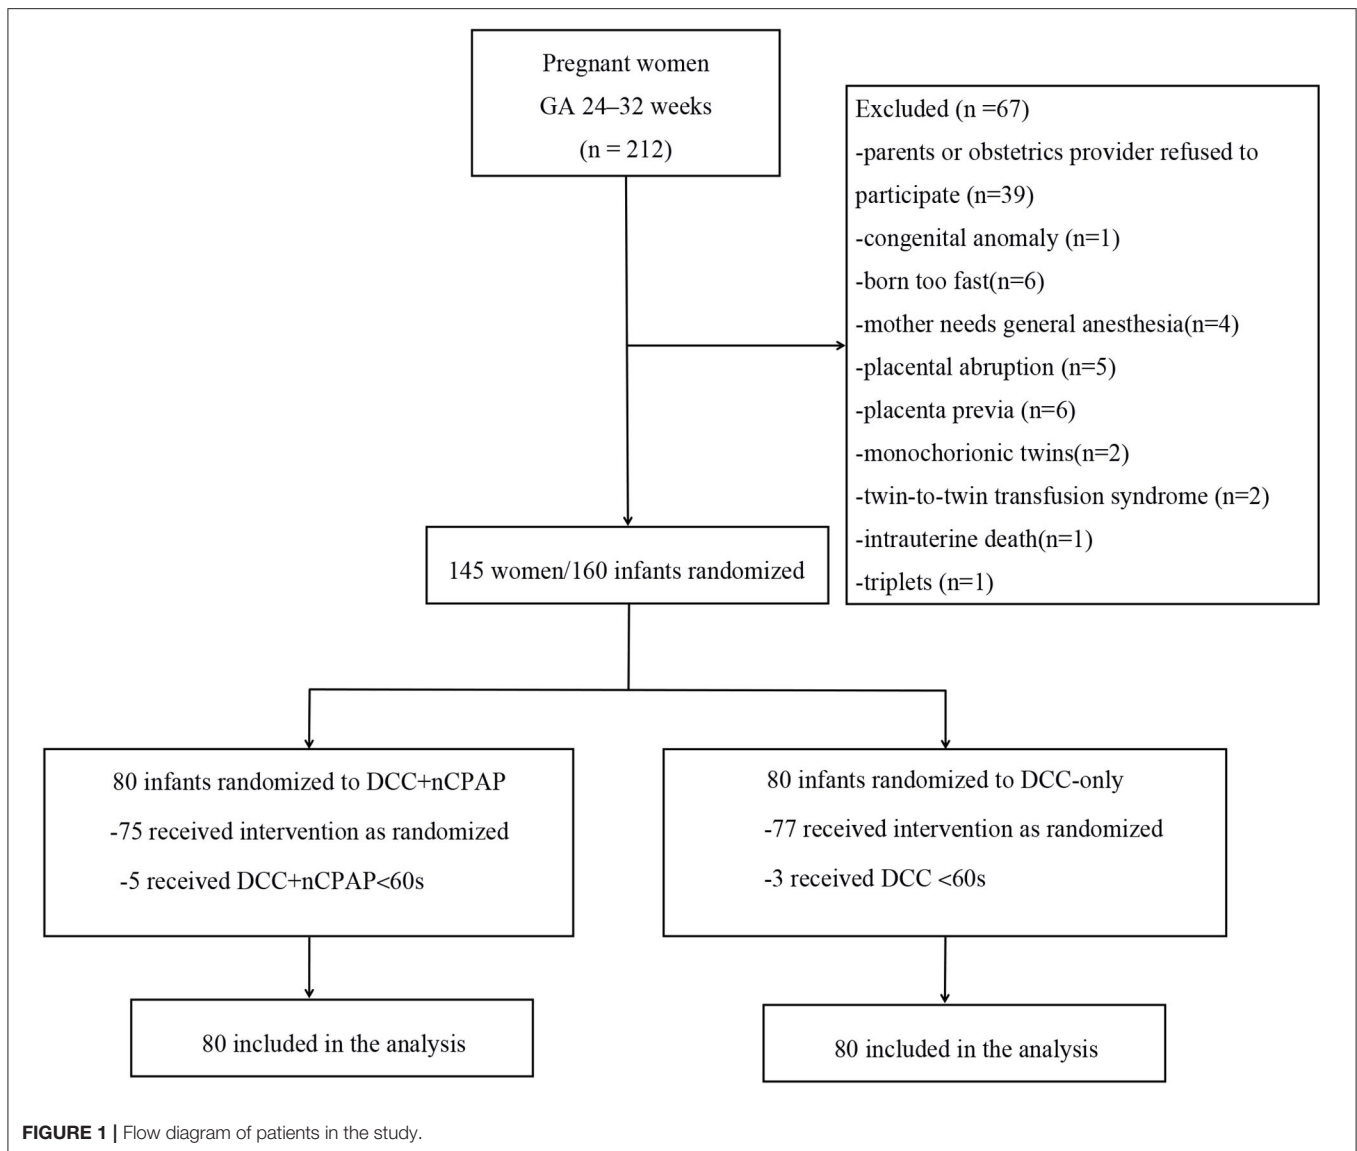 Pregnant women
GA 24–32 weeks
(n = 212)
Excluded (n =67)
-parents or obstetrics provider refused to
participate (n=39)
-congenital anomaly (n=1)
-born too fast(n=6)
-mother needs general anesthesia(n=4)
-placental abruption (n=5)
-placenta previa (n=6)
-monochorionic twins(n=2)
-twin-to-twin transfusion syndrome (n=2)
-intrauterine death(n=1)
-triplets (n=1)
145 women/160 infants randomized
80 infants randomized to DCC+nCPAP
-75 received intervention as randomized
-5 received DCC+nCPAP<60s
80 infants randomized to DCC-only
-77 received intervention as randomized
-3 received DCC <60s
80 included in the analysis
80 included in the analysis
FIGURE 1 | Flow diagram of patients in the study.